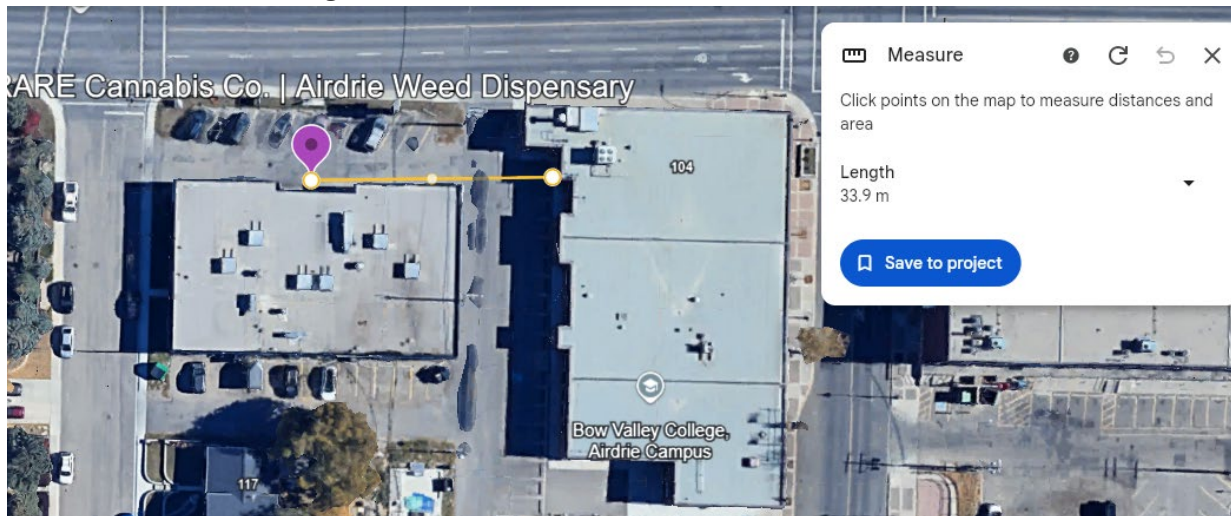 RARE Cannabis Co. | Airdrie Weed Dispensary
104
Bow Valley College,
Airdrie Campus
117
Measure
Click points on the map to measure distances and
area
Length
33.9 m
Save to project